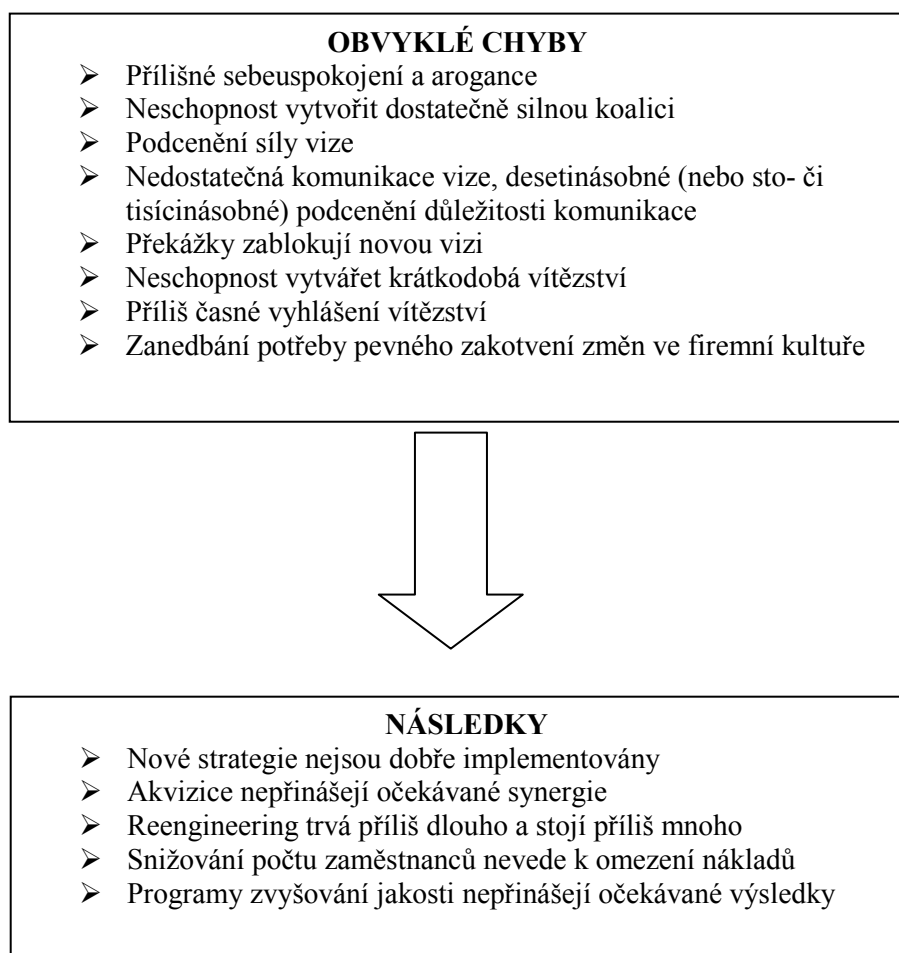 OBVYKLÉ CHYBY
➢ Přílišné sebeuspokojení a arogance
➢ Neschopnost vytvořit dostatečně silnou koalici
➢ Podcenění síly vize
➢ Nedostatečná komunikace vize, desetinásobné (nebo sto- či
tisícinásobné) podcenění důležitosti komunikace
➢ Překážky zablokují novou vizi
➢ Neschopnost vytvářet krátkodobá vítězství
➢ Příliš časné vyhlášení vítězství
➢ Zanedbání potřeby pevného zakotvení změn ve firemní kultuře
NÁSLEDKY
➢ Nové strategie nejsou dobře implementovány
➢ Akvizice nepřinášejí očekávané synergie
➢ Reengineering trvá příliš dlouho a stojí příliš mnoho
➢ Snižování počtu zaměstnanců nevede k omezení nákladů
➢ Programy zvyšování jakosti nepřinášejí očekávané výsledky